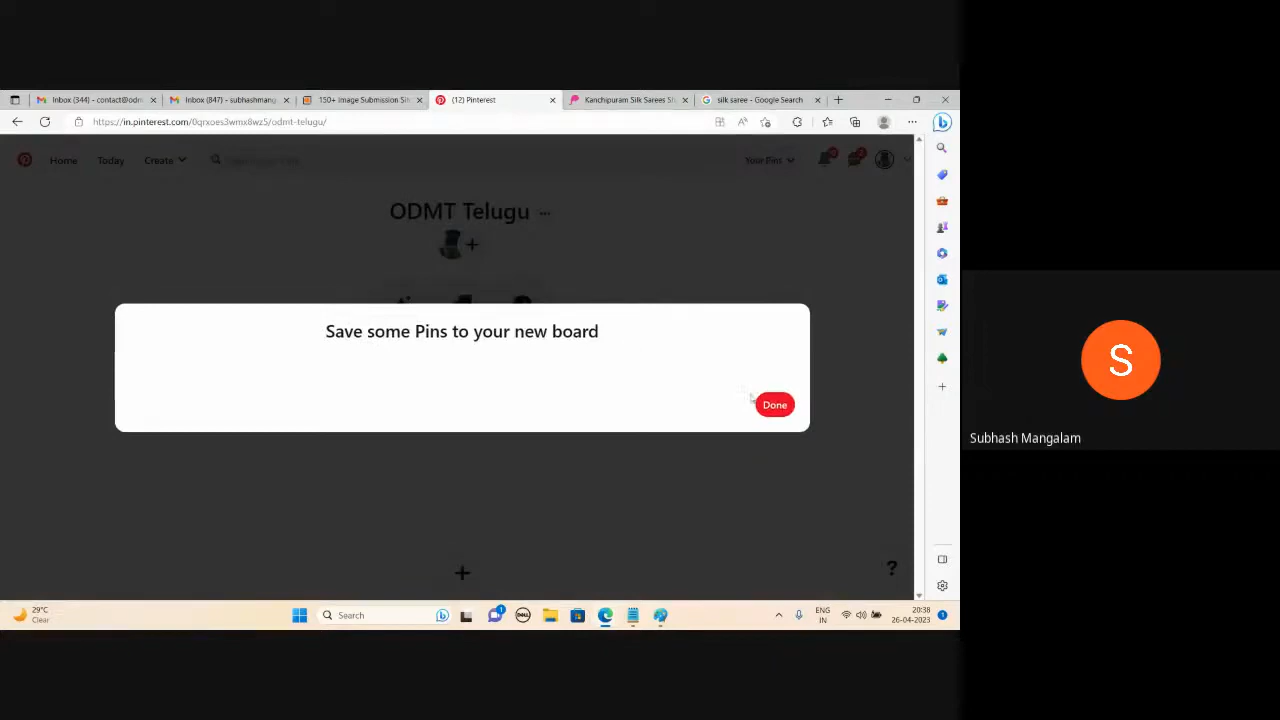 Inbox (344) - contact@odm
Inbox (847) - subhashmang
150+ Image Submission Sit
(12) Pinterest
Kanchipuram Silk Sarees Sh
silk saree - Google Search
https://in.pinterest.com/0qrxoes3wmx8wz5/odmt-telugu/
Home
Today
Create
Your Pins
ODMT Telugu ...
Save some Pins to your new board
Done
S
Subhash Mangalam
29°C
Clear
Search
DELL
ENG
IN
20:38
26-04-2023